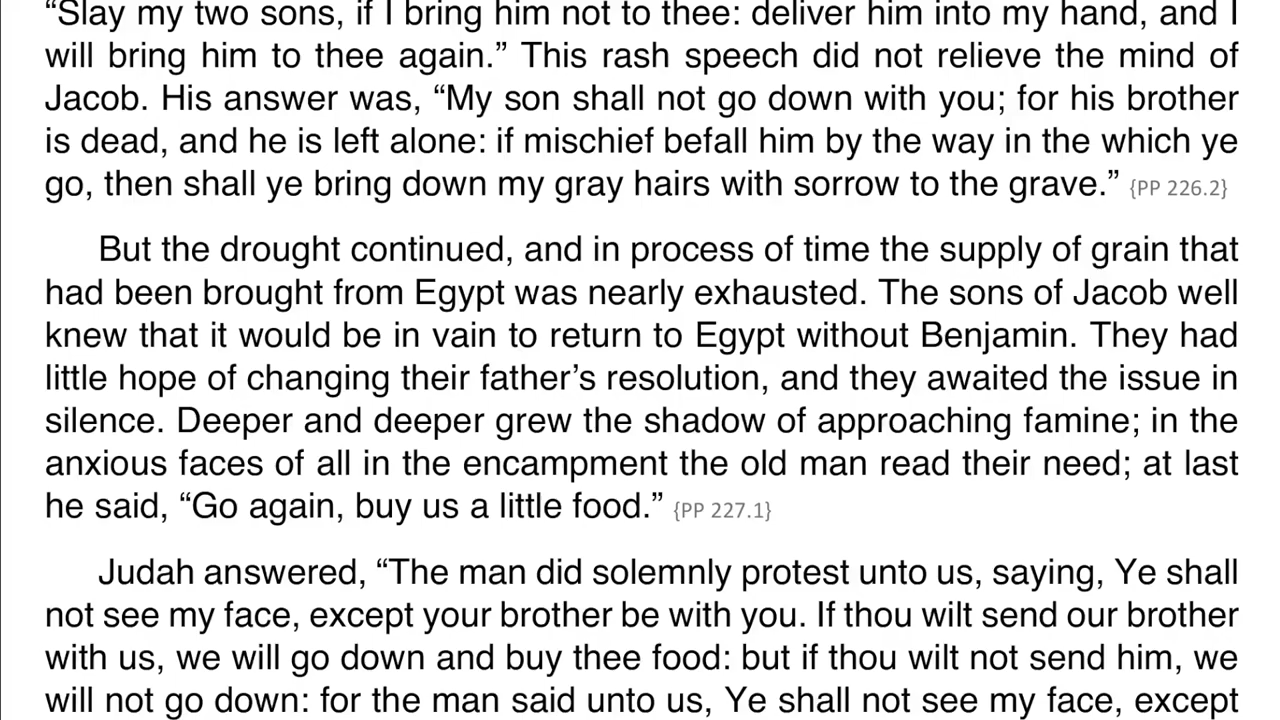 “Slay my two sons, if I bring him not to thee: deliver him into my hand, and I
will bring him to thee again.” This rash speech did not relieve the mind of
Jacob. His answer was, “My son shall not go down with you; for his brother
is dead, and he is left alone: if mischief befall him by the way in the which ye
go, then shall ye bring down my gray hairs with sorrow to the grave.” {PP 226.2}
But the drought continued, and in process of time the supply of grain that
had been brought from Egypt was nearly exhausted. The sons of Jacob well
knew that it would be in vain to return to Egypt without Benjamin. They had
little hope of changing their father’s resolution, and they awaited the issue in
silence. Deeper and deeper grew the shadow of approaching famine; in the
anxious faces of all in the encampment the old man read their need; at last
he said, “Go again, buy us a little food.” {PP 227.1}
Judah answered, “The man did solemnly protest unto us, saying, Ye shall
not see my face, except your brother be with you. If thou wilt send our brother
with us, we will go down and buy thee food: but if thou wilt not send him, we
will not go down: for the man said unto us, Ye shall not see my face, except